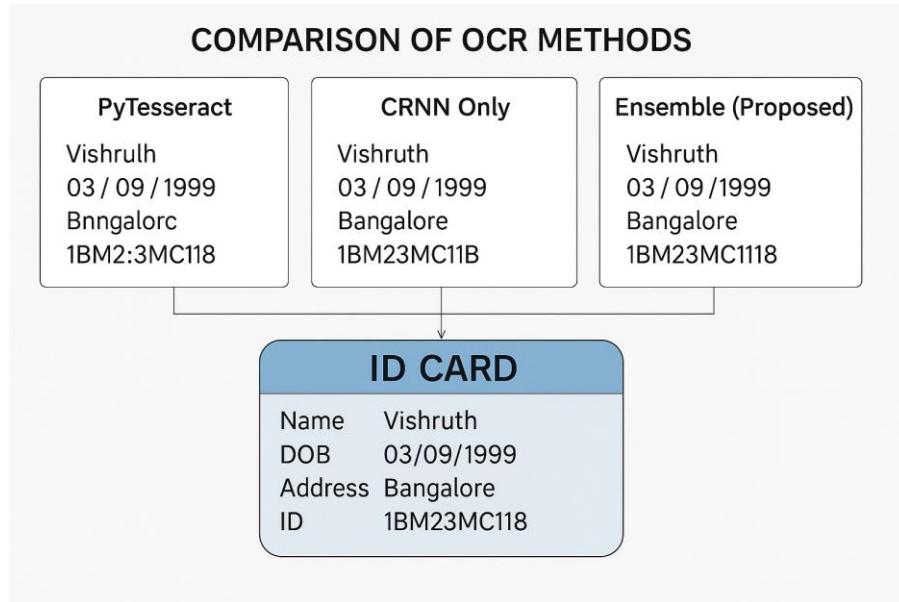 COMPARISON OF OCR METHODS
PyTesseract
Vishrulh
03 / 09 / 1999
Bnngalorc
1BM2:3MC118
CRNN Only
Vishruth
03 / 09 / 1999
Bangalore
1BM23MC11B
Ensemble (Proposed)
Vishruth
03 / 09 /1999
Bangalore
1BM23MC1118
ID CARD
Name Vishruth
DOB 03/09/1999
Address Bangalore
ID 1BM23MC118